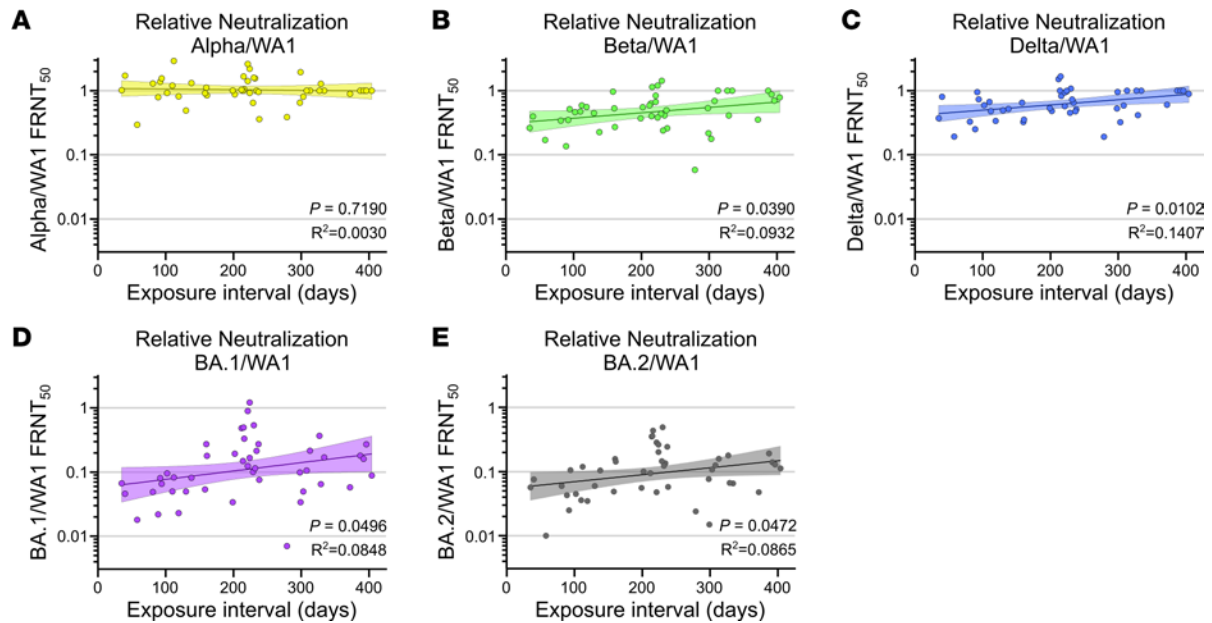 A
Relative Neutralization
Alpha/WA1
Alpha/WA1 FRNT50
1
0.1
0.01
P = 0.7190
R2=0.0030
0 100 200 300 400
Exposure interval (days)
B
Relative Neutralization
Beta/WA1
Beta/WA1 FRNT50
1
0.1
0.01
P = 0.0390
R2=0.0932
0 100 200 300 400
Exposure interval (days)
C
Relative Neutralization
Delta/WA1
Delta/WA1 FRNT50
1
0.1
0.01
P = 0.0102
R2=0.1407
0 100 200 300 400
Exposure interval (days)
D
Relative Neutralization
BA.1/WA1
BA.1/WA1 FRNT50
1
0.1
0.01
P = 0.0496
R2=0.0848
0 100 200 300 400
Exposure interval (days)
E
Relative Neutralization
BA.2/WA1
BA.2/WA1 FRNT50
1
0.1
0.01
P = 0.0472
R2=0.0865
0 100 200 300 400
Exposure interval (days)